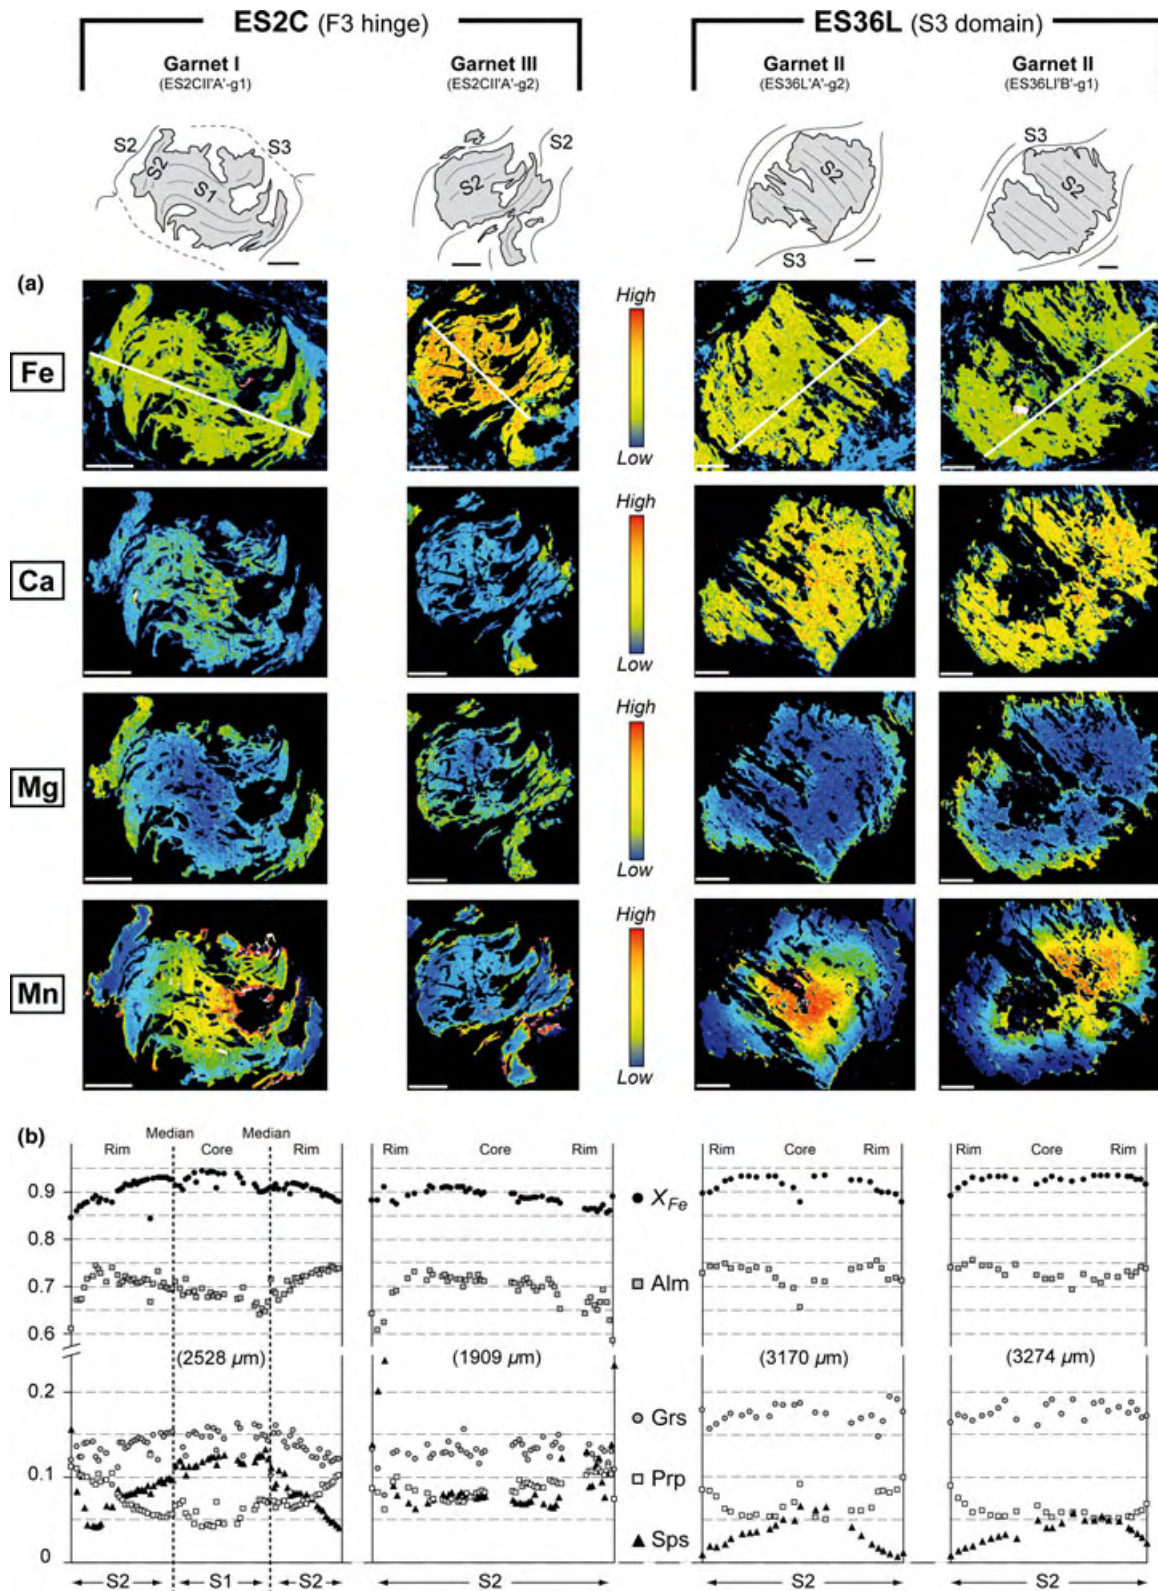 ES2C (F3 hinge) ES36L (S3 domain)
Garnet I Garnet III Garnet II Garnet II
(ES2CII'A'-g1) (ES2CII'A'-g2) (ES36L'A'-g2) (ES36LI'B'-g1)
S2 S2 S1 S3
S2 S2
S2 S3
S3 S2
(a)
Fe
High
Low
Ca
High
Low
Mg
High
Low
Mn
High
Low
(b)
Median Median
Rim Core Rim Rim Core Rim Rim Core Rim Rim Core Rim
0.9
0.8
0.7
0.6
XFe
Alm
(2528 µm) (1909 µm) (3170 µm) (3274 µm)
0.2
0.1
0
Grs
Prp
Sps
S2 S1 S2 S2 S2 S2